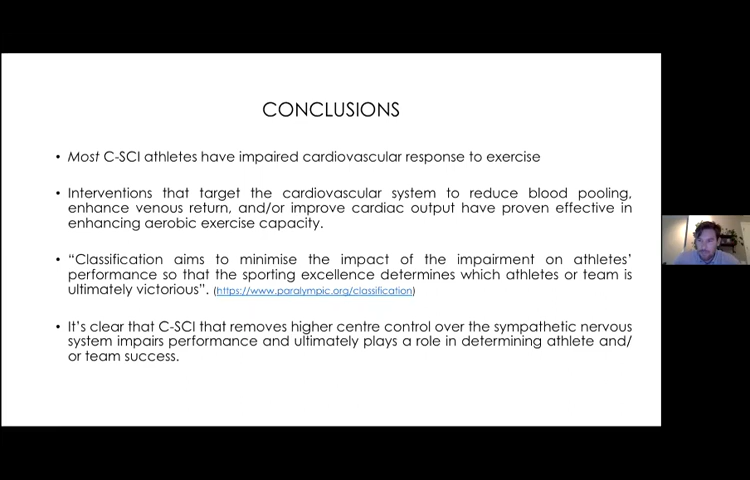 CONCLUSIONS
• Most C-SCI athletes have impaired cardiovascular response to exercise
• Interventions that target the cardiovascular system to reduce blood pooling,
enhance venous return, and/or improve cardiac output have proven effective in
enhancing aerobic exercise capacity.
• “Classification aims to minimise the impact of the impairment on athletes’
performance so that the sporting excellence determines which athletes or team is
ultimately victorious”. (https://www.paralympic.org/classification)
• It’s clear that C-SCI that removes higher centre control over the sympathetic nervous
system impairs performance and ultimately plays a role in determining athlete and/
or team success.